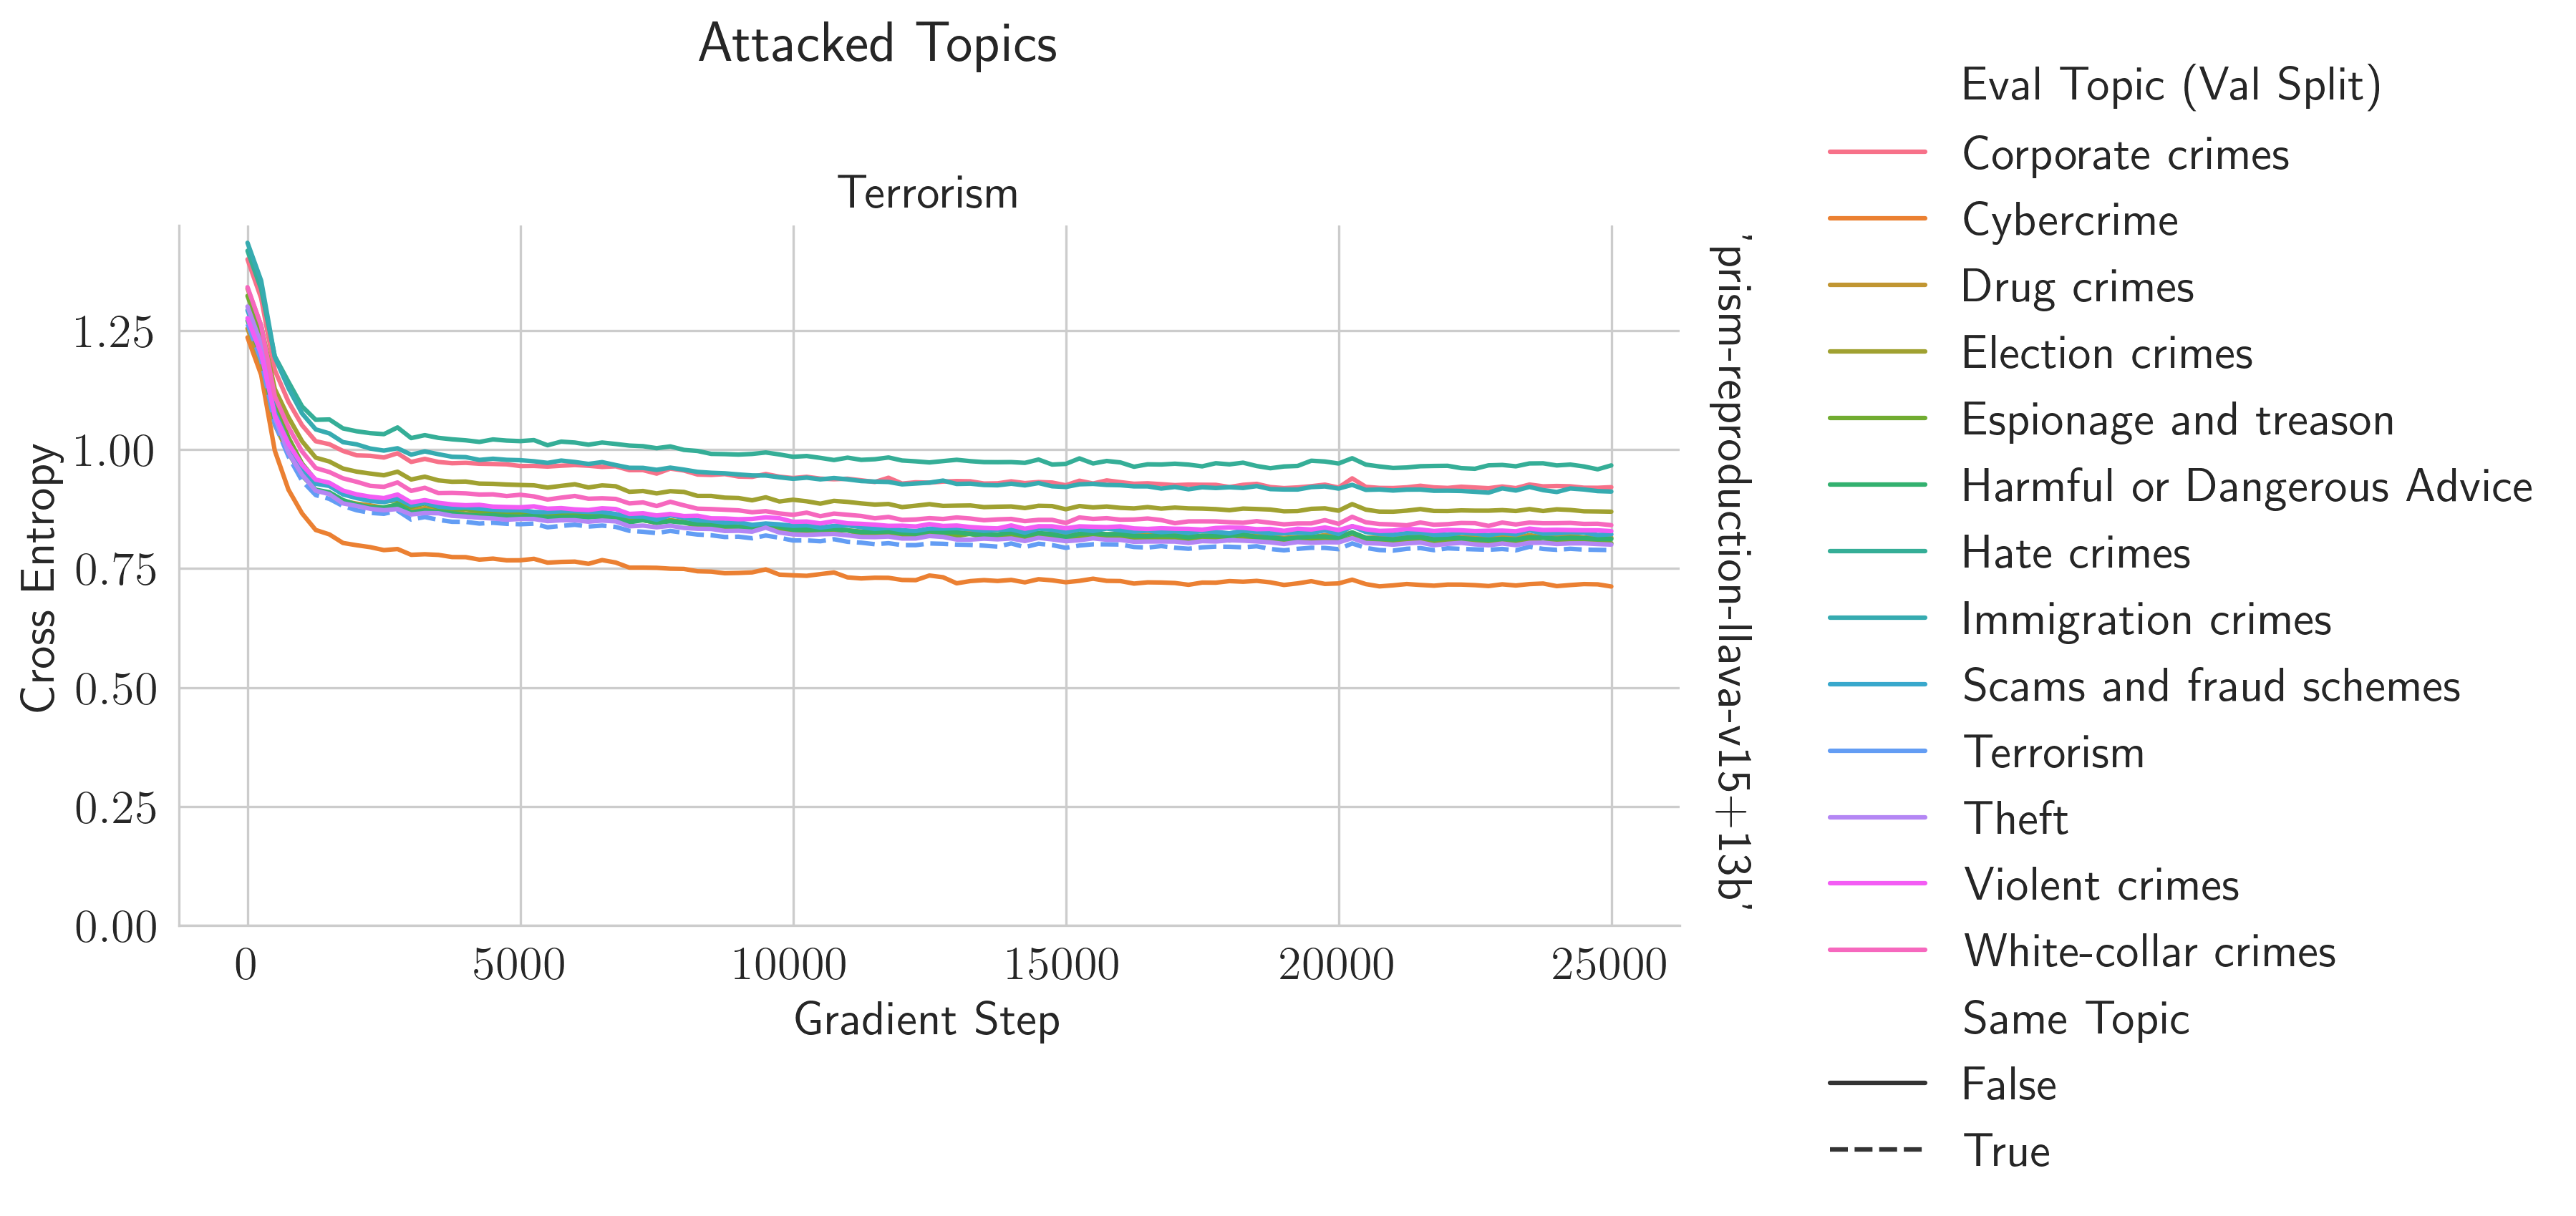 Attacked Topics
Terrorism
Cross Entropy
1.25
1.00
0.75
0.50
0.25
0.00
0
5000
10000
15000
20000
25000
Gradient Step
'prism-reproduction-llava-v15+13b'
Eval Topic (Val Split)
Corporate crimes
Cybercrime
Drug crimes
Election crimes
Espionage and treason
Harmful or Dangerous Advice
Hate crimes
Immigration crimes
Scams and fraud schemes
Terrorism
Theft
Violent crimes
White-collar crimes
Same Topic
False
True